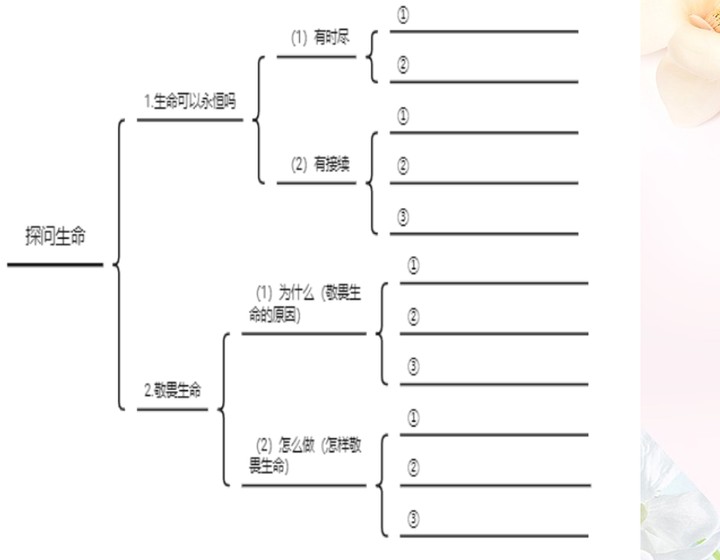 ①
(1) 有时尽
②
1.生命可以永恒吗
①
(2) 有接续
②
③
探问生命
①
(1) 为什么 (敬畏生
命的原因)
②
③
2.敬畏生命
①
(2) 怎么做 (怎样敬
畏生命)
②
③